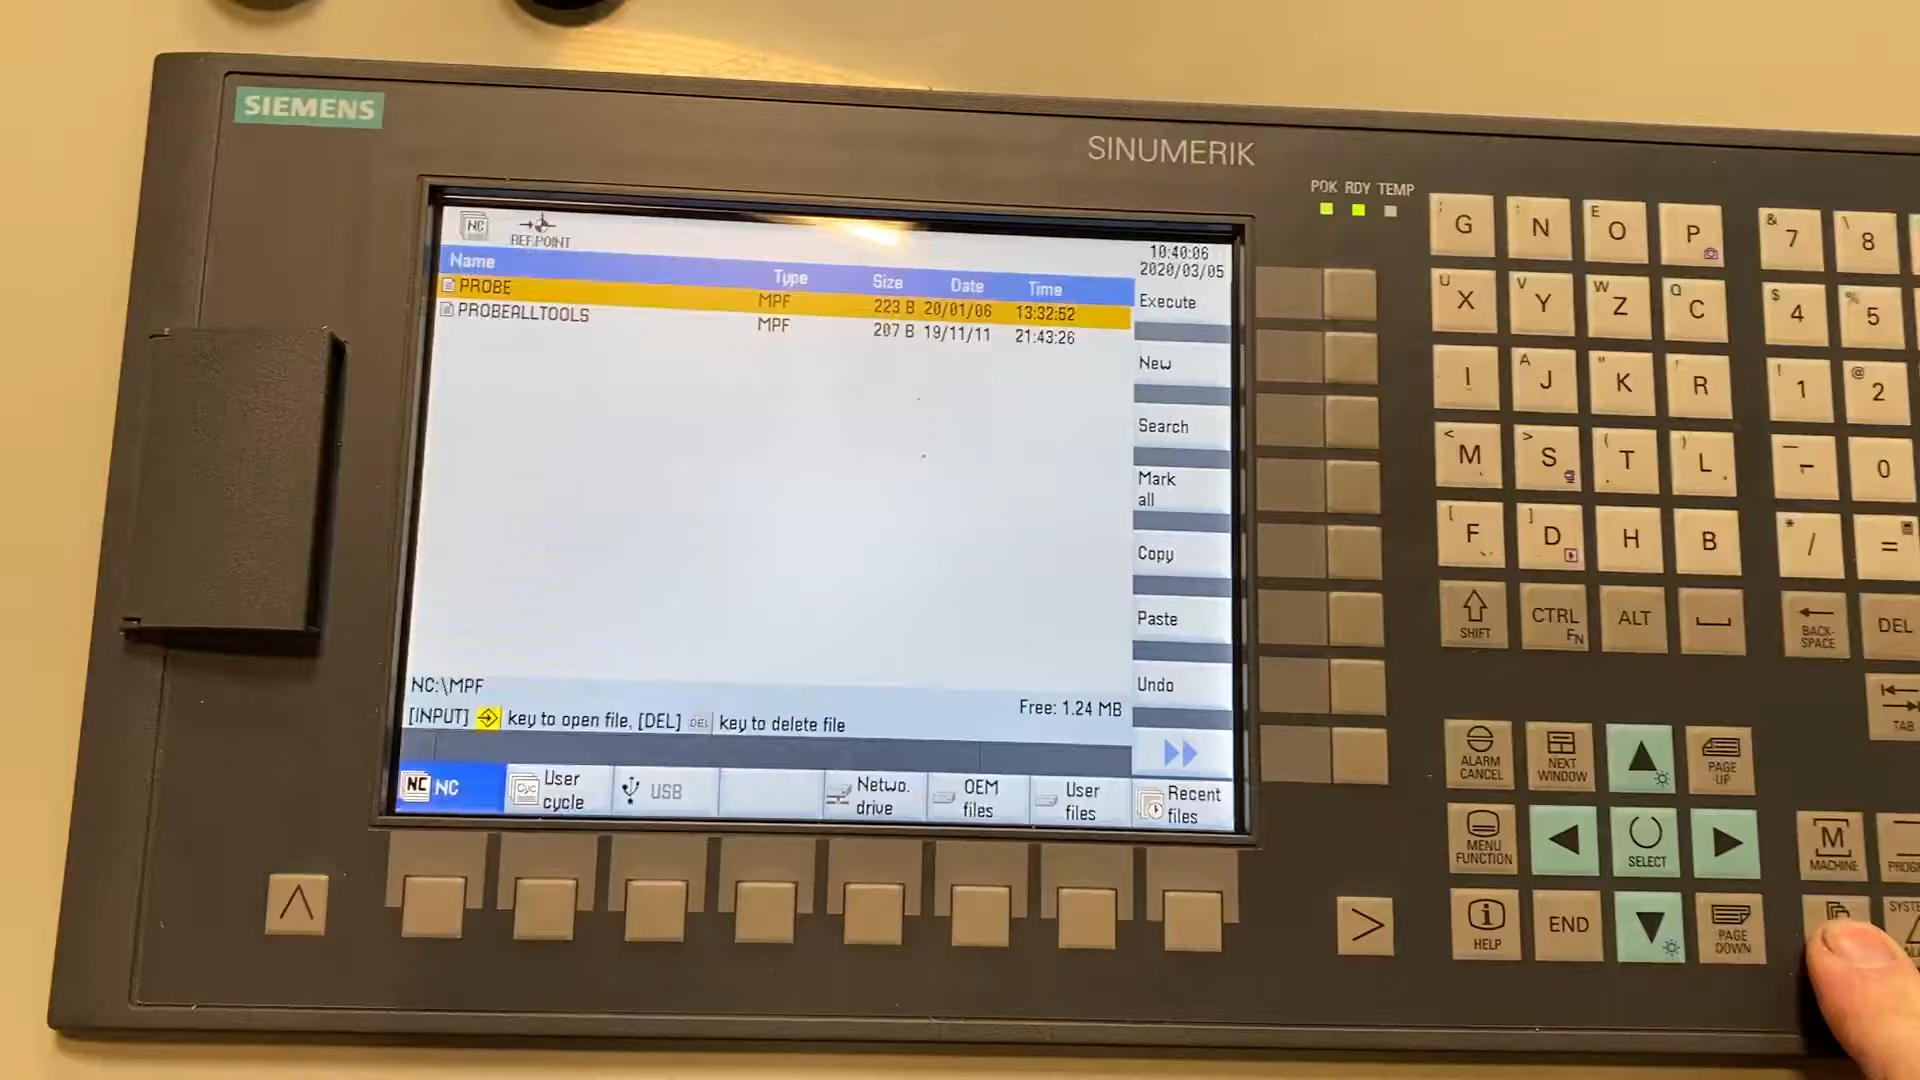 SIEMENS
SINUMERIK
POK RDY TEMP
NC
REF.POINT
10:40:06
2020/03/05
Name Type Size Date Time
PROBE MPF 223 B 20/01/06 13:32:52
PROBEALLTOOLS MPF 207 B 19/11/11 21:43:26
Execute
New
Search
Mark
all
Copy
Paste
Undo
NC:\MPF
Free: 1.24 MB
[INPUT] key to open file, [DEL] DEL key to delete file
NC NC
Cyc User
cycle
USB
Netwo.
drive
OEM
files
User
files
Recent
files
; G : N E O P & 7 \ 8
U X V Y W Z Q C $ 4 % 5
I A J " K ' R ! 1 @ 2
< M > S ( T ) L - 0
[ F ] D H B * / =
SHIFT
CTRL
FN
ALT
BACK-
SPACE
DEL
TAB
ALARM
CANCEL
NEXT
WINDOW
PAGE
UP
MENU
FUNCTION
SELECT
M
MACHINE
HELP
END
PAGE
DOWN
>